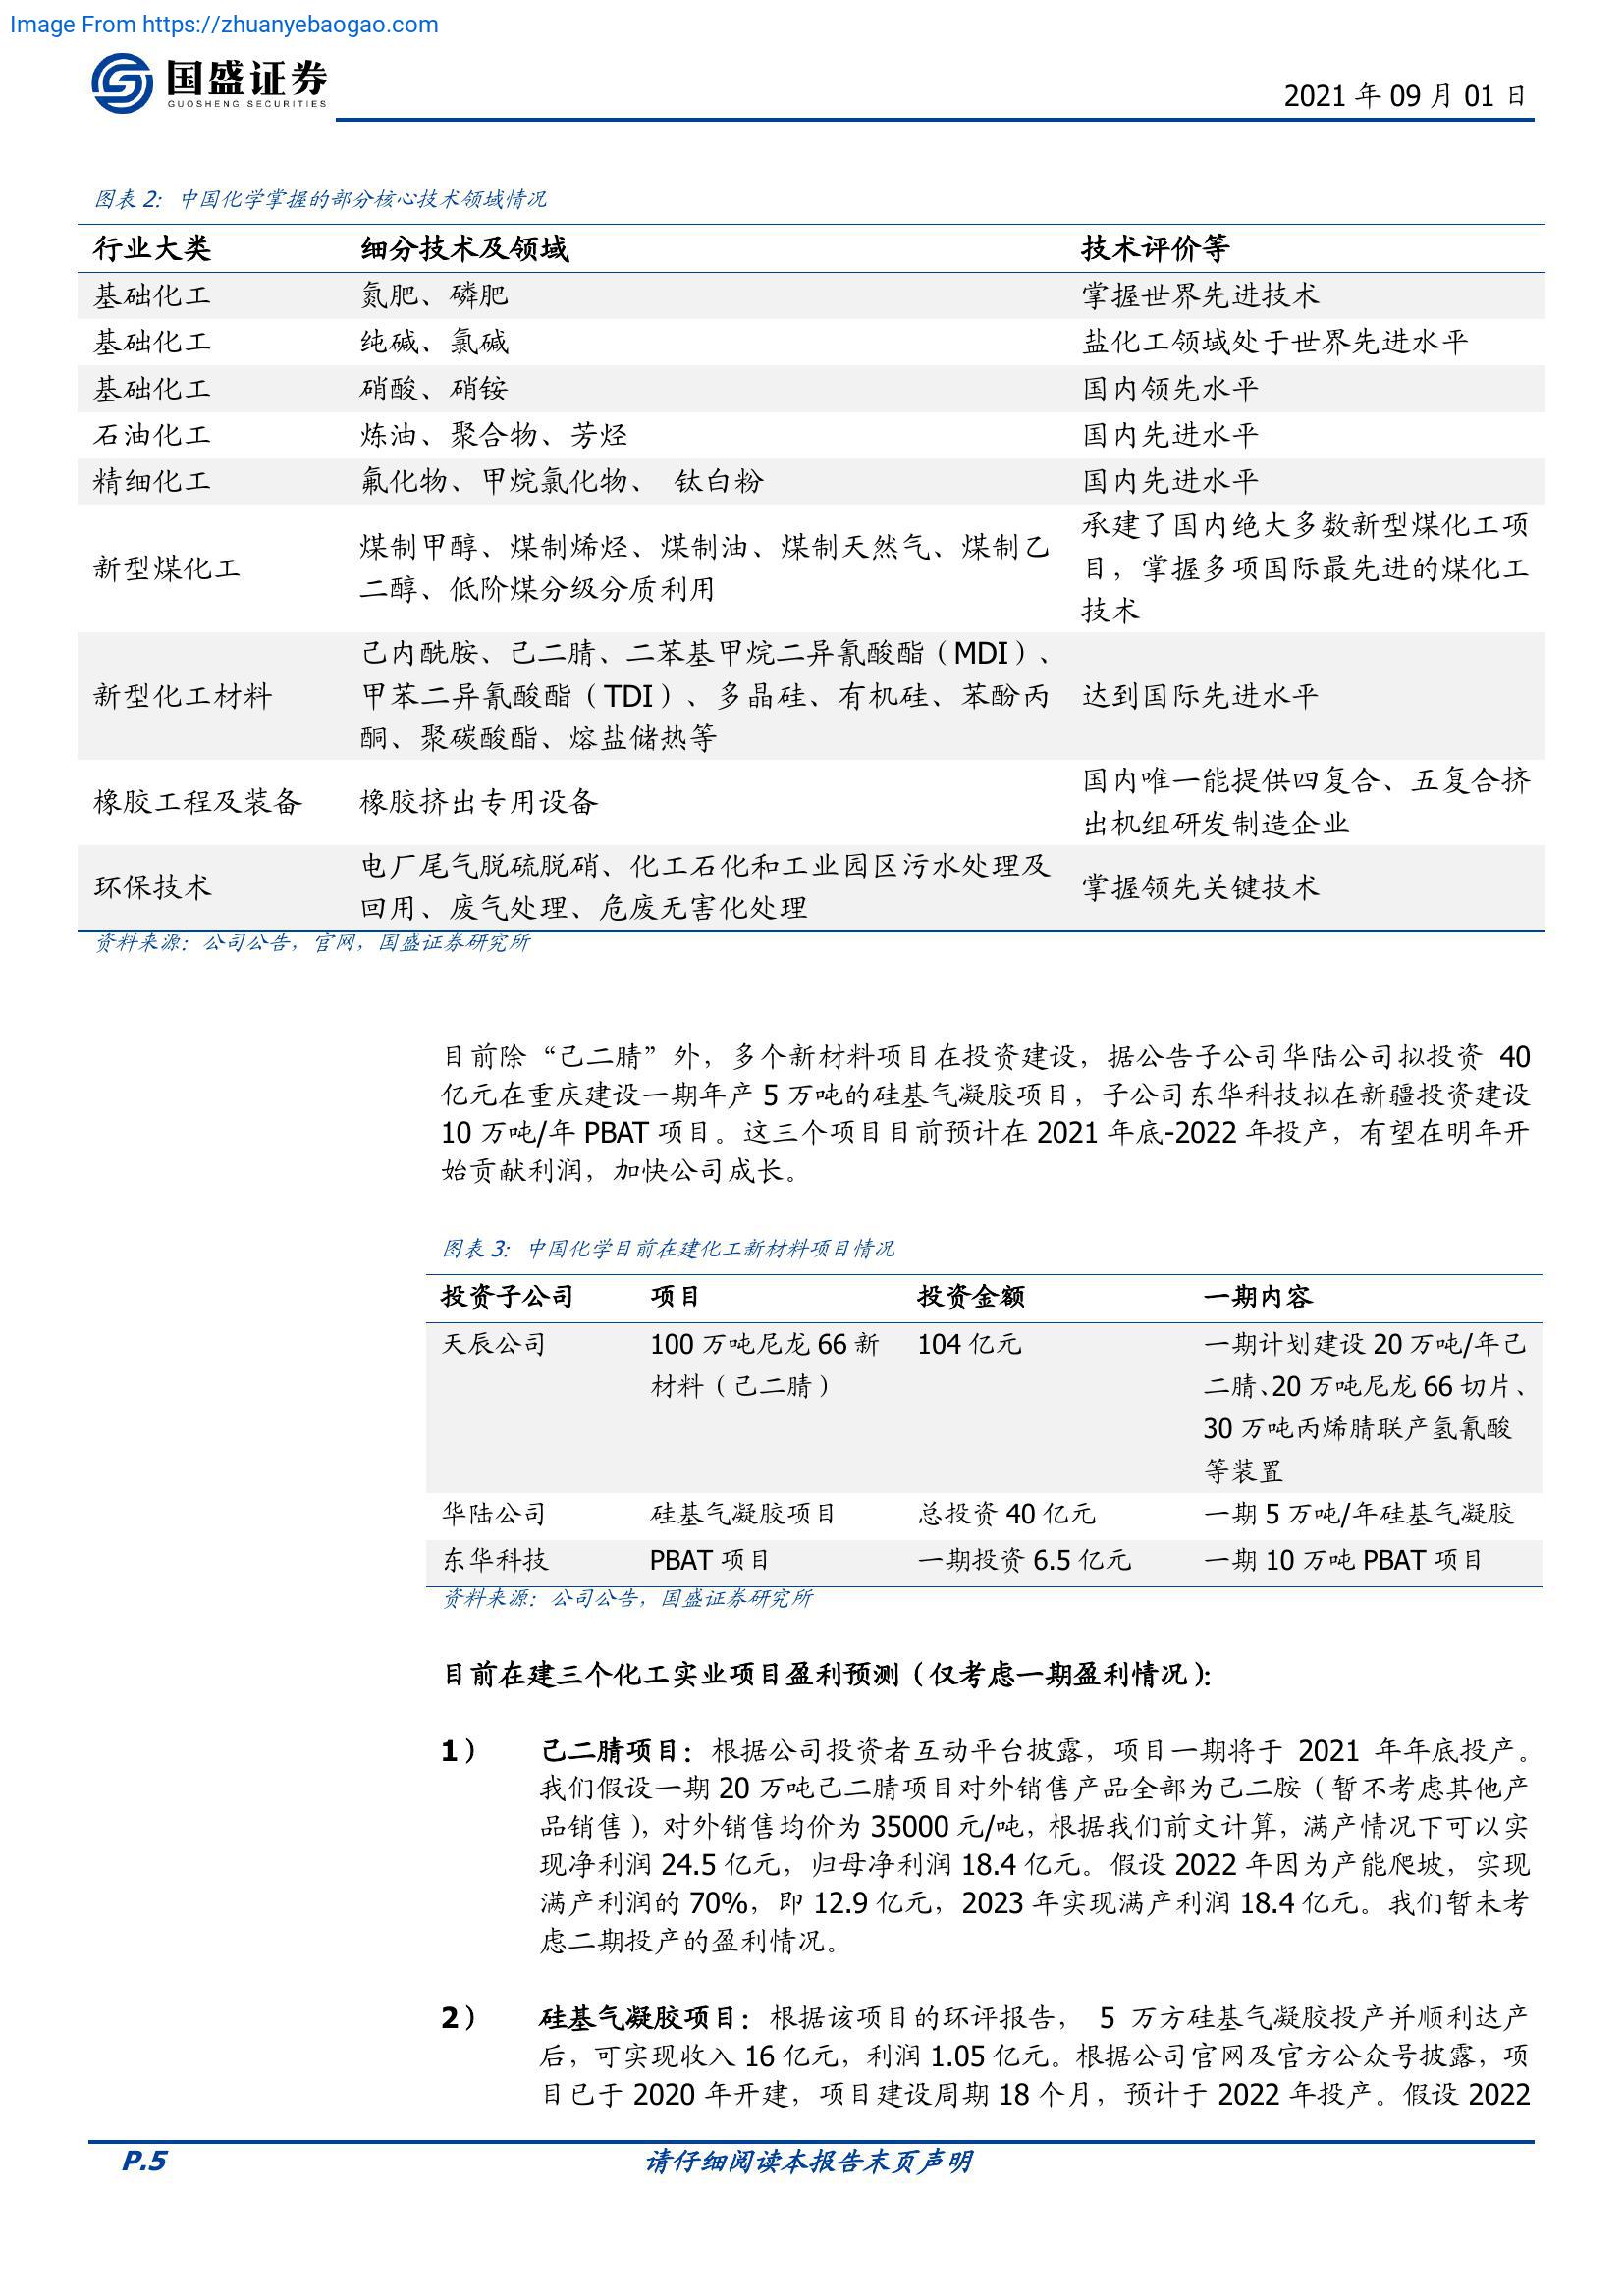 Image From https://zhuanyebaogao.com
国盛证券
GUOSHENG SECURITIES
2021 年 09 月 01 日
图表 2：中国化学掌握的部分核心技术领域情况
行业大类 细分技术及领域 技术评价等
基础化工 氮肥、磷肥 掌握世界先进技术
基础化工 纯碱、氯碱 盐化工领域处于世界先进水平
基础化工 硝酸、硝铵 国内领先水平
石油化工 炼油、聚合物、芳烃 国内先进水平
精细化工 氟化物、甲烷氯化物、 钛白粉 国内先进水平
新型煤化工
煤制甲醇、煤制烯烃、煤制油、煤制天然气、煤制乙
二醇、低阶煤分级分质利用
承建了国内绝大多数新型煤化工项
目，掌握多项国际最先进的煤化工
技术
新型化工材料
己内酰胺、己二腈、二苯基甲烷二异氰酸酯（MDI）、
甲苯二异氰酸酯（TDI）、多晶硅、有机硅、苯酚丙
酮、聚碳酸酯、熔盐储热等
达到国际先进水平
橡胶工程及装备 橡胶挤出专用设备
国内唯一能提供四复合、五复合挤
出机组研发制造企业
环保技术
电厂尾气脱硫脱硝、化工石化和工业园区污水处理及
回用、废气处理、危废无害化处理
掌握领先关键技术
资料来源：公司公告，官网，国盛证券研究所
目前除“己二腈”外，多个新材料项目在投资建设，据公告子公司华陆公司拟投资 40
亿元在重庆建设一期年产 5 万吨的硅基气凝胶项目，子公司东华科技拟在新疆投资建设
10 万吨/年 PBAT 项目。这三个项目目前预计在 2021 年底-2022 年投产，有望在明年开
始贡献利润，加快公司成长。
图表 3：中国化学目前在建化工新材料项目情况
投资子公司 项目 投资金额 一期内容
天辰公司
100 万吨尼龙 66 新
材料（己二腈）
104 亿元
一期计划建设 20 万吨/年己
二腈、20 万吨尼龙 66 切片、
30 万吨丙烯腈联产氢氰酸
等装置
华陆公司 硅基气凝胶项目 总投资 40 亿元 一期 5 万吨/年硅基气凝胶
东华科技 PBAT 项目 一期投资 6.5 亿元 一期 10 万吨 PBAT 项目
资料来源：公司公告，国盛证券研究所
目前在建三个化工实业项目盈利预测（仅考虑一期盈利情况）：
1） 己二腈项目：根据公司投资者互动平台披露，项目一期将于 2021 年年底投产。
我们假设一期 20 万吨己二腈项目对外销售产品全部为己二胺（暂不考虑其他产
品销售），对外销售均价为 35000 元/吨，根据我们前文计算，满产情况下可以实
现净利润 24.5 亿元，归母净利润 18.4 亿元。假设 2022 年因为产能爬坡，实现
满产利润的 70%，即 12.9 亿元，2023 年实现满产利润 18.4 亿元。我们暂未考
虑二期投产的盈利情况。
2） 硅基气凝胶项目：根据该项目的环评报告， 5 万方硅基气凝胶投产并顺利达产
后，可实现收入 16 亿元，利润 1.05 亿元。根据公司官网及官方公众号披露，项
目已于 2020 年开建，项目建设周期 18 个月，预计于 2022 年投产。假设 2022
P.5 请仔细阅读本报告末页声明